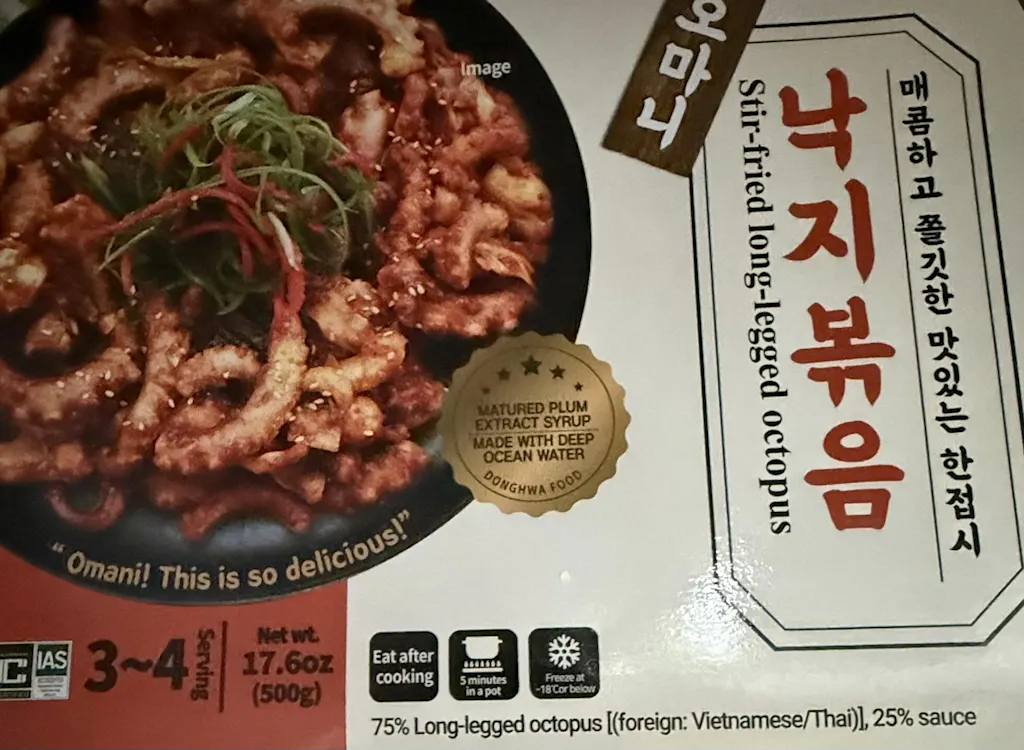 Image
오마니
낙지볶음
Stir-fried long-legged octopus
매콤하고 쫄깃한 맛있는 한접시
MATURED PLUM
EXTRACT SYRUP
MADE WITH DEEP
OCEAN WATER
DONGHWA FOOD
"Omani! This is so delicious!"
IAS
3~4
Serving
Net wt.
17.6oz
(500g)
Eat after
cooking
5 minutes
in a pot
Freeze at
-18°C or below
75% Long-legged octopus [(foreign: Vietnamese/Thai)], 25% sauce